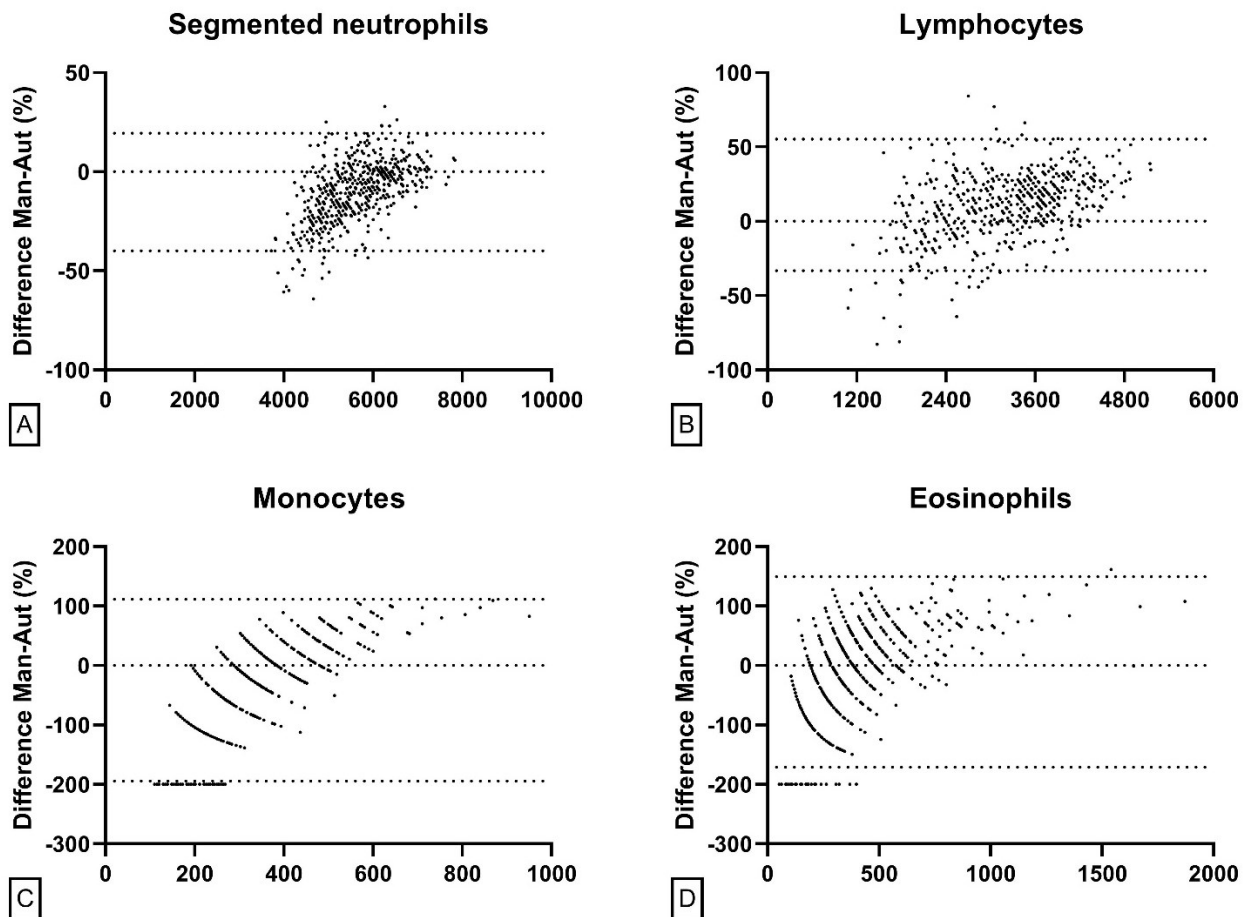 Segmented neutrophils
Difference Man-Aut (%)
50
0
-50
-100
0 2000 4000 6000 8000 10000
A
Lymphocytes
Difference Man-Aut (%)
100
50
0
-50
-100
0 1200 2400 3600 4800 6000
B
Monocytes
Difference Man-Aut (%)
200
100
0
-100
-200
-300
0 200 400 600 800 1000
C
Eosinophils
Difference Man-Aut (%)
200
100
0
-100
-200
-300
0 500 1000 1500 2000
D